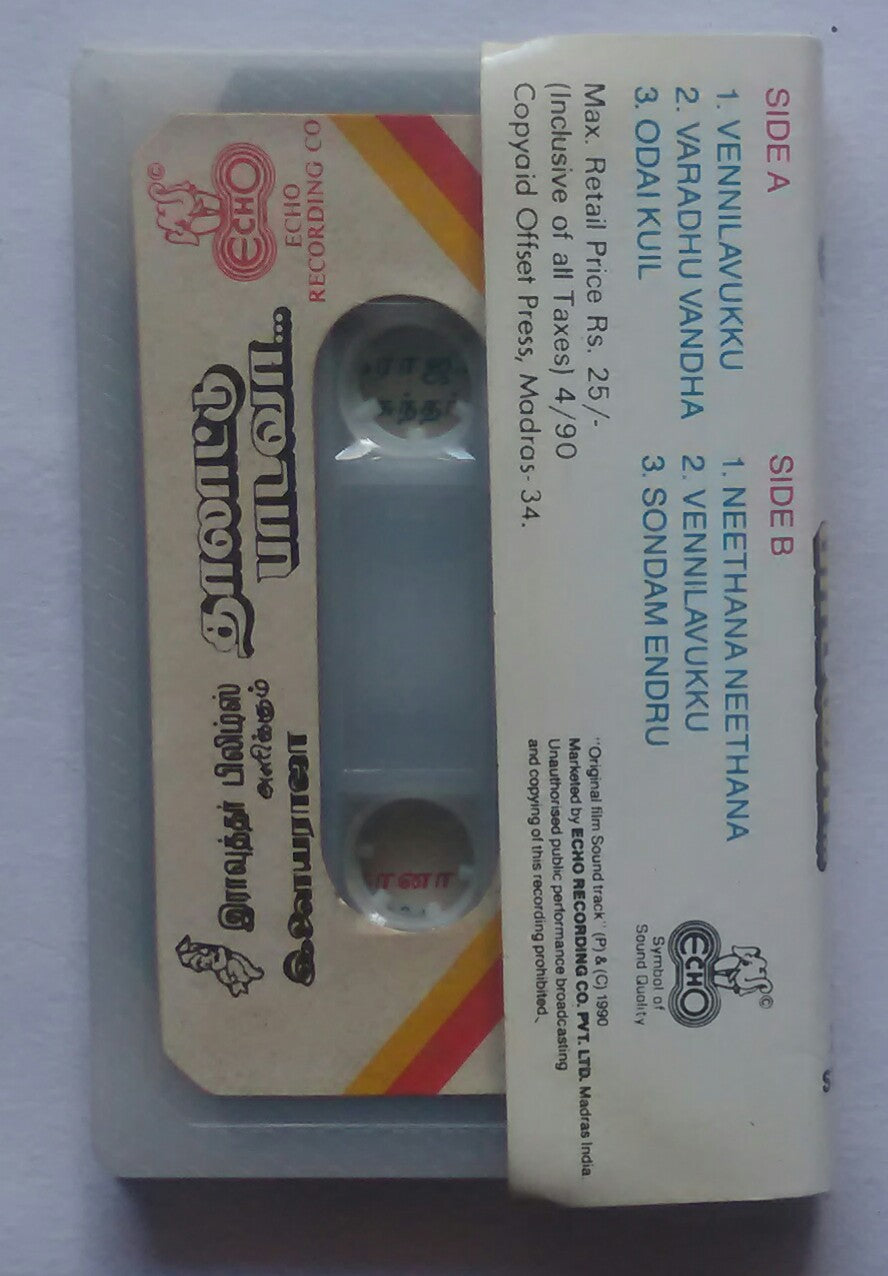 SIDE A
1. VENNILAVUKKU
2. VARADHU VANDHA
3. ODAI KUIL
SIDE B
1. NEETHANA NEETHANA
2. VENNILAVUKKU
3. SONDAM ENDRU
Max. Retail Price Rs. 25/-
(Inclusive of all Taxes) 4/90
Copyaid Offset Press, Madras- 34.
"Original film Sound track" (P) & (C) 1990
Marketed by ECHO RECORDING CO. PVT. LTD. Madras India.
Unauthorised public performance broadcasting
and copying of this recording prohibited.
©
ECHO
Symbol of
Sound Quality
©
ECHO
ECHO
RECORDING CO
தாலாட்டு
பாடவா...